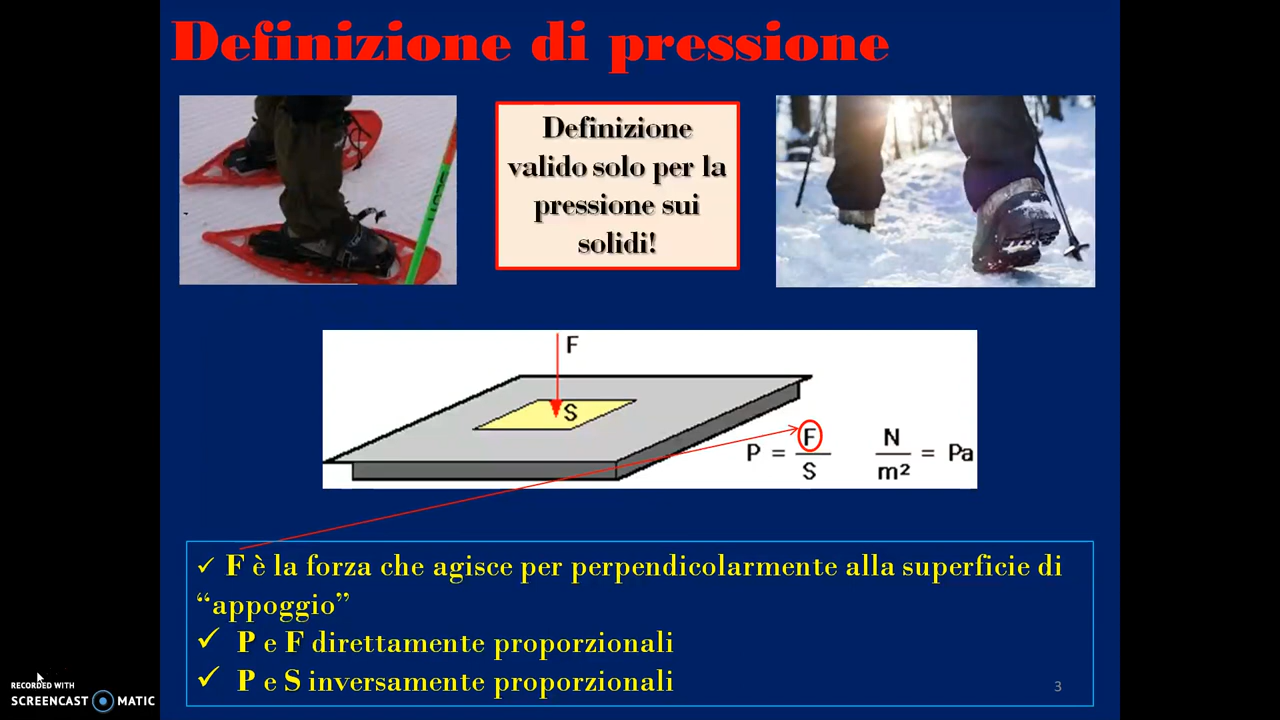 Definizione di pressione
Definizione
valido solo per la
pressione sui
solidi!
F
S
P = F/S N/m² = Pa
✓ F è la forza che agisce per perpendicolarmente alla superficie di
“appoggio”
✓ P e F direttamente proporzionali
✓ P e S inversamente proporzionali
3
RECORDED WITH
SCREENCAST MATIC